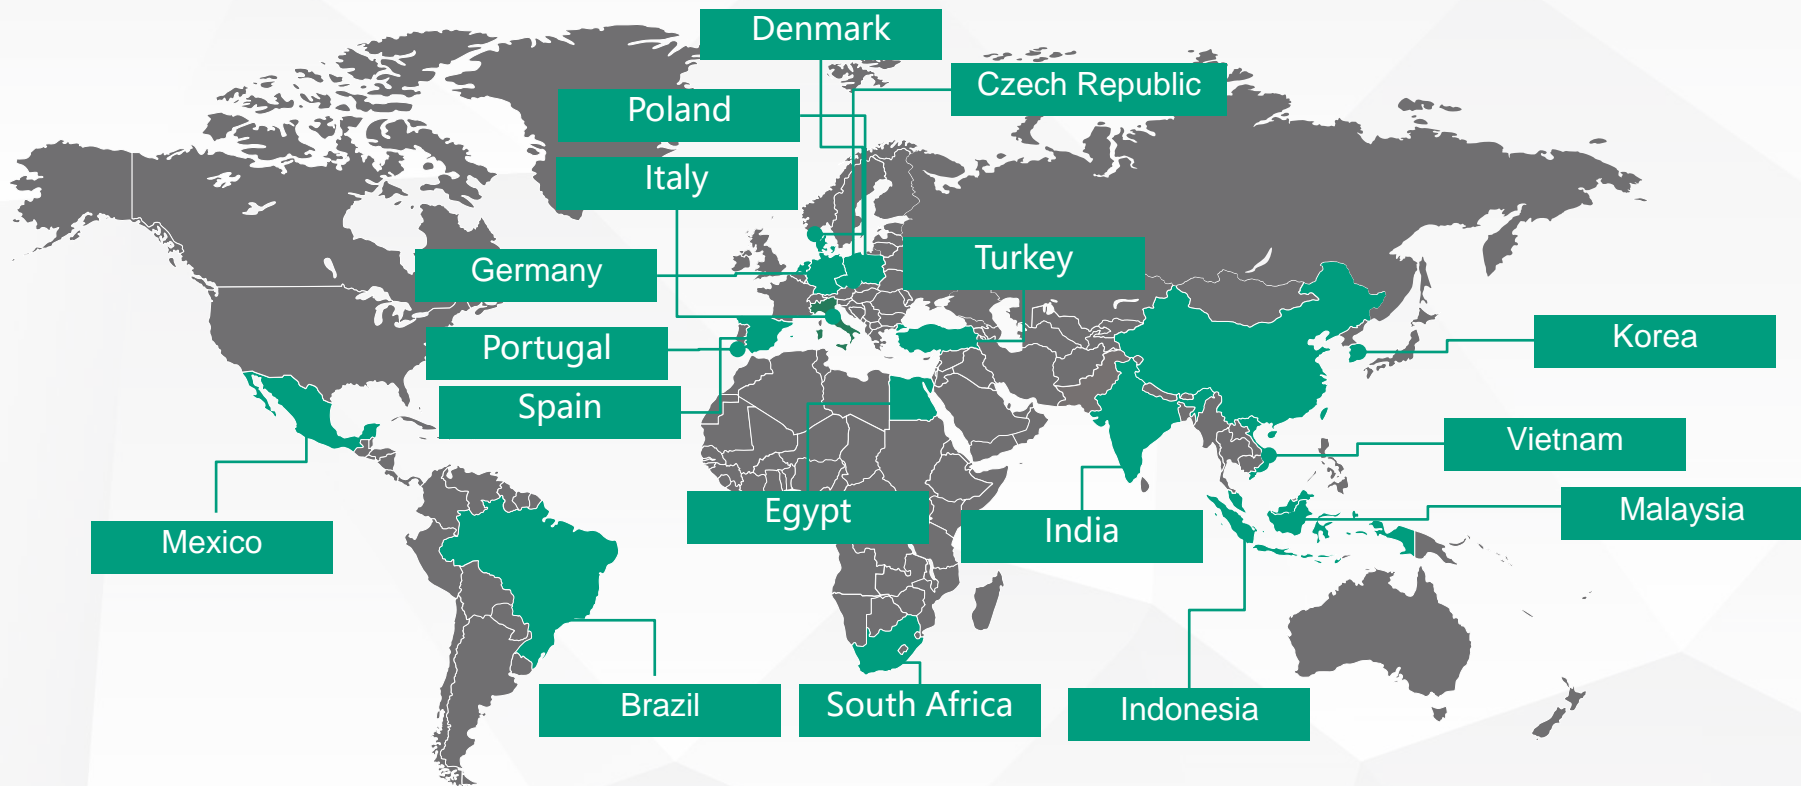 Denmark
Czech Republic
Poland
Italy
Turkey
Germany
Portugal
Korea
Spain
Vietnam
Egypt
Malaysia
India
Mexico
Brazil
South Africa
Indonesia